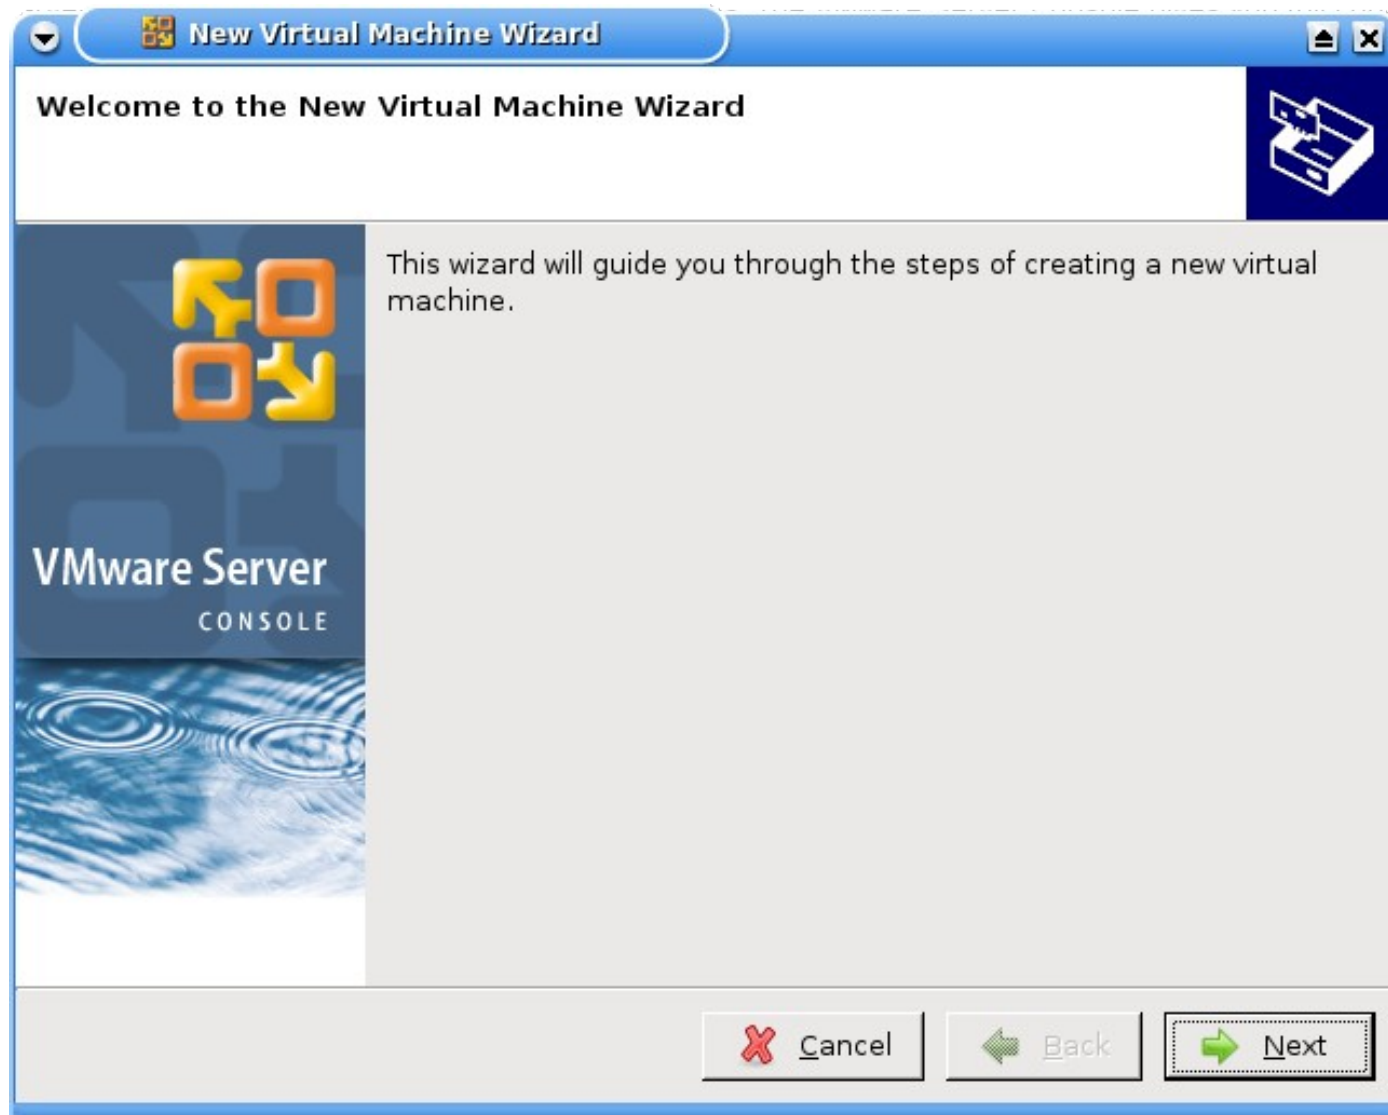 New Virtual Machine Wizard
Welcome to the New Virtual Machine Wizard
This wizard will guide you through the steps of creating a new virtual
machine.
VMware Server
CONSOLE
Cancel
Back
Next